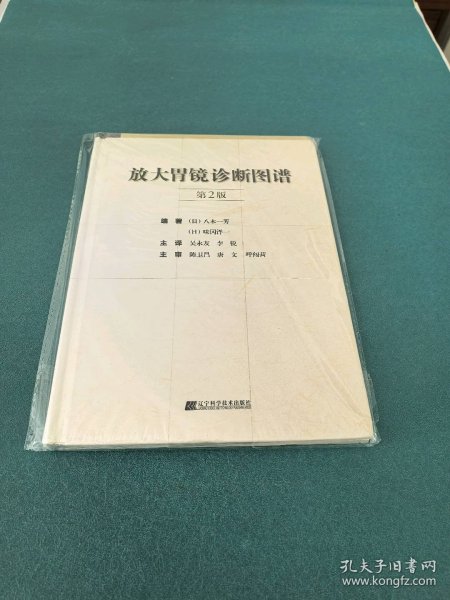 放大胃镜诊断图谱
第2版
编著 (日)八木一芳
(日)味冈洋一
主译 吴永友 李锐
主审 陈卫昌 唐文
辽宁科学技术出版社
孔夫子旧书网
www.kongfz.com